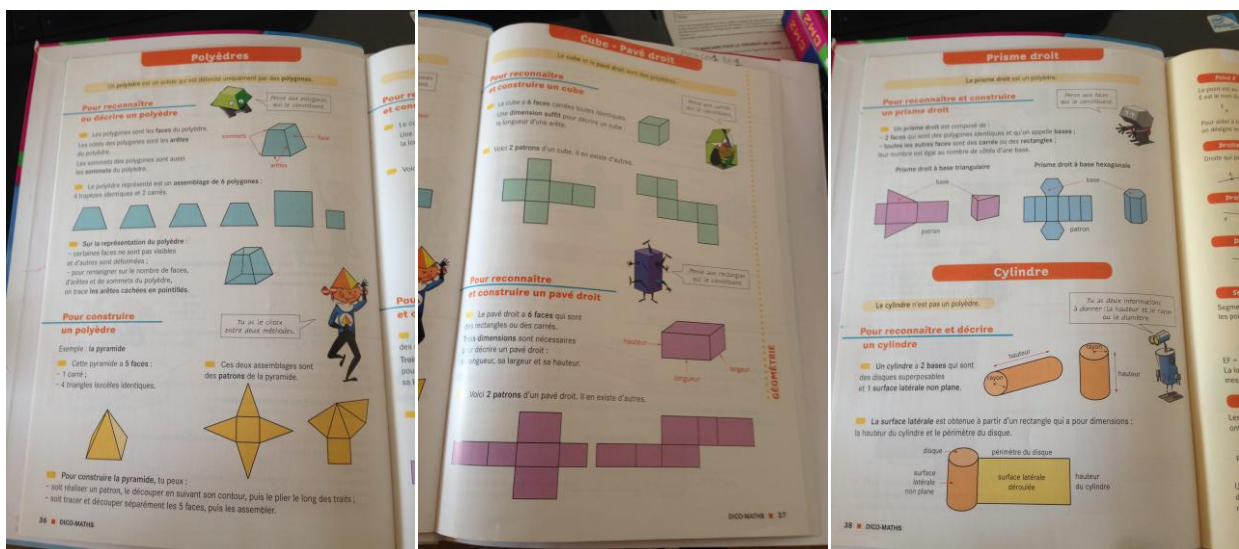 Polyèdres
Un polyèdre est un solide qui est délimité uniquement par des polygones.
Pour reconnaître
ou décrire un polyèdre
Pense aux polygones
qui le constituent.
Les polygones sont les faces du polyèdre.
Les côtés des polygones sont les arêtes
du polyèdre.
Les sommets des polygones sont aussi
les sommets du polyèdre.
sommets
face
arêtes
Le polyèdre représenté est un assemblage de 6 polygones :
4 trapèzes identiques et 2 carrés.
Sur la représentation du polyèdre :
– certaines faces ne sont pas visibles
et d'autres sont déformées ;
– pour renseigner sur le nombre de faces,
d'arêtes et de sommets du polyèdre,
on trace les arêtes cachées en pointillés.
Pour construire
un polyèdre
Tu as le choix
entre deux méthodes.
Exemple : la pyramide
Cette pyramide a 5 faces :
– 1 carré ;
– 4 triangles isocèles identiques.
Ces deux assemblages sont
des patrons de la pyramide.
Pour construire la pyramide, tu peux :
– soit réaliser un patron, le découper en suivant son contour, puis le plier le long des traits ;
– soit tracer et découper séparément les 5 faces, puis les assembler.
36 DICO-MATHS
CM2
Cube - Pavé droit
Le cube et le pavé droit sont des polyèdres.
Pour reconnaître
et construire un cube
Pense aux carrés
qui le constituent.
Le cube a 6 faces carrées toutes identiques.
Une dimension suffit pour décrire un cube :
la longueur d'une arête.
Voici 2 patrons d'un cube. Il en existe d'autres.
Pense aux rectangles
qui le constituent.
Pour reconnaître
et construire un pavé droit
Le pavé droit a 6 faces qui sont
des rectangles ou des carrés.
Trois dimensions sont nécessaires
pour décrire un pavé droit :
longueur, sa largeur et sa hauteur.
hauteur
largeur
longueur
GÉOMÉTRIE
Voici 2 patrons d'un pavé droit. Il en existe d'autres.
DICO-MATHS 37
Prisme droit
Le prisme droit est un polyèdre.
Pour reconnaître et construire
un prisme droit
Pense aux faces
qui le constituent.
Un prisme droit est composé de :
– 2 faces qui sont des polygones identiques et qu'on appelle bases ;
– toutes les autres faces sont des carrés ou des rectangles ;
leur nombre est égal au nombre de côtés d'une base.
Prisme droit à base triangulaire
Prisme droit à base hexagonale
base
base
patron
patron
Cylindre
Le cylindre n'est pas un polyèdre.
Tu as deux informations
à donner : la hauteur et le rayon
ou le diamètre.
Pour reconnaître et décrire
un cylindre
Un cylindre a 2 bases qui sont
des disques superposables
et 1 surface latérale non plane.
hauteur
rayon
rayon
hauteur
La surface latérale est obtenue à partir d'un rectangle qui a pour dimensions :
la hauteur du cylindre et le périmètre du disque.
disque
périmètre du disque
surface
latérale
non plane
surface latérale
déroulée
hauteur
du cylindre
38 DICO-MATHS